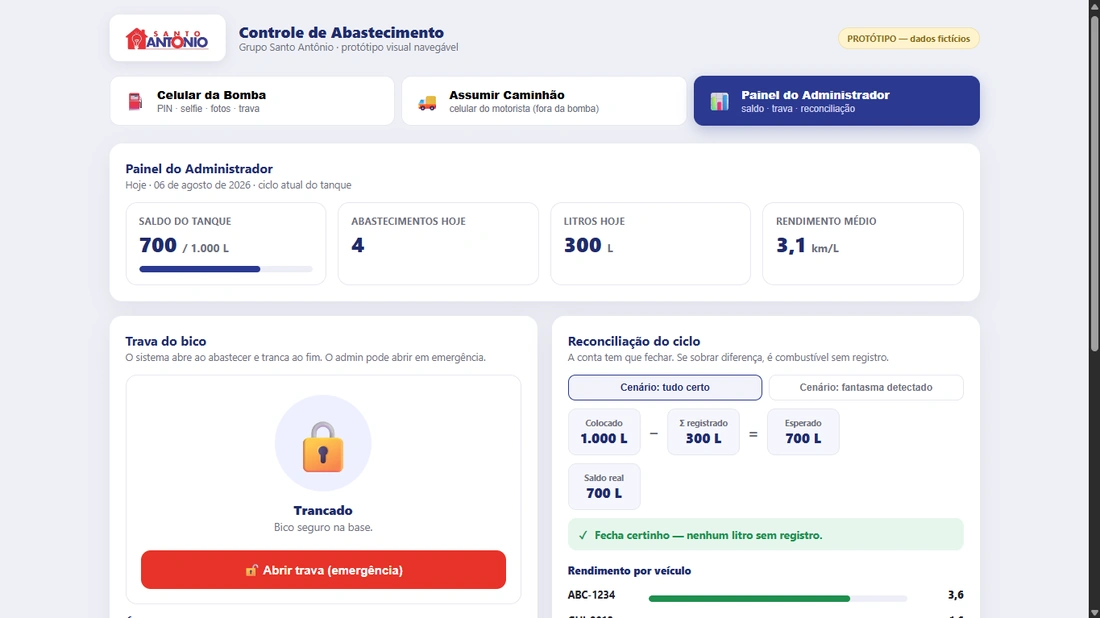 SANTO
ANTONIO
Controle de Abastecimento
Grupo Santo Antônio · protótipo visual navegável
PROTÓTIPO — dados fictícios
Celular da Bomba
PIN · selfie · fotos · trava
Assumir Caminhão
celular do motorista (fora da bomba)
Painel do Administrador
saldo · trava · reconciliação
Painel do Administrador
Hoje · 06 de agosto de 2026 · ciclo atual do tanque
SALDO DO TANQUE
700 / 1.000 L
ABASTECIMENTOS HOJE
4
LITROS HOJE
300 L
RENDIMENTO MÉDIO
3,1 km/L
Trava do bico
O sistema abre ao abastecer e tranca ao fim. O admin pode abrir em emergência.
Trancado
Bico seguro na base.
Abrir trava (emergência)
Reconciliação do ciclo
A conta tem que fechar. Se sobrar diferença, é combustível sem registro.
Cenário: tudo certo
Cenário: fantasma detectado
Colocado
1.000 L
−
Σ registrado
300 L
=
Esperado
700 L
Saldo real
700 L
✓ Fecha certinho — nenhum litro sem registro.
Rendimento por veículo
ABC-1234
3,6